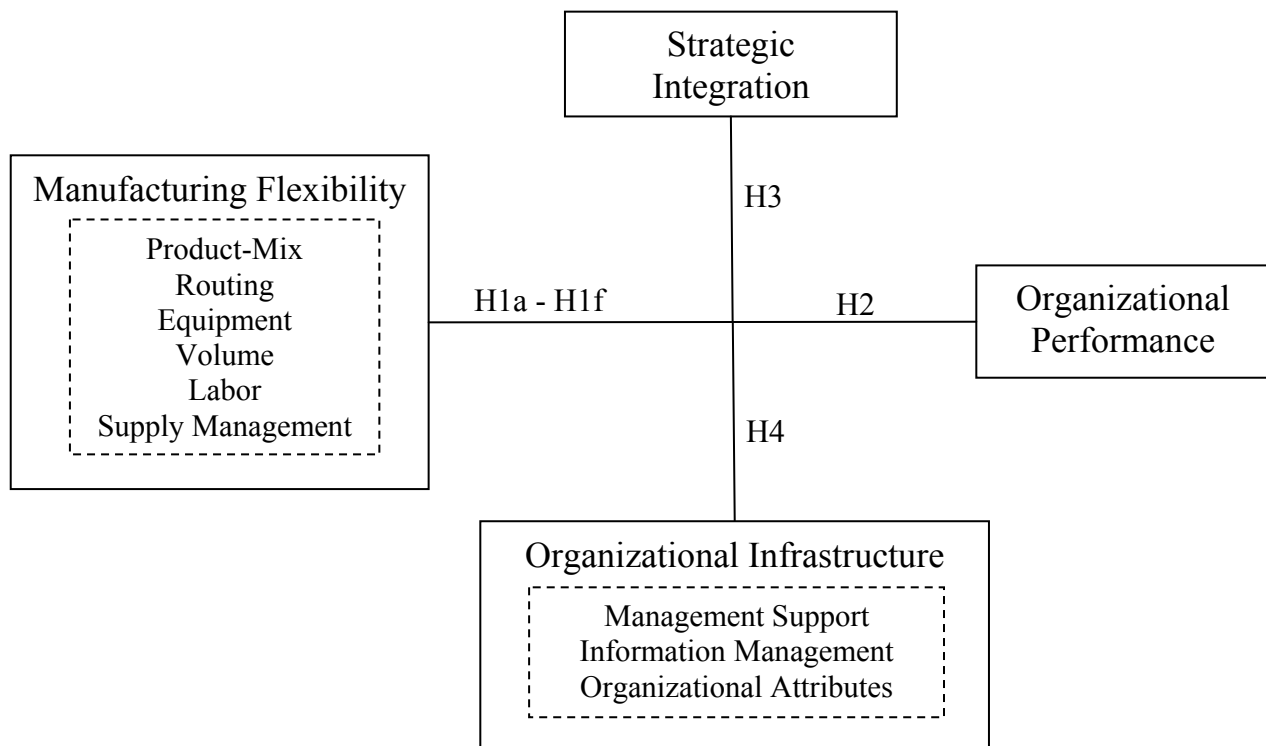 Strategic
Integration
Manufacturing Flexibility
Product-Mix
Routing
Equipment
Volume
Labor
Supply Management
H3
H1a - H1f
H2
Organizational
Performance
H4
Organizational Infrastructure
Management Support
Information Management
Organizational Attributes